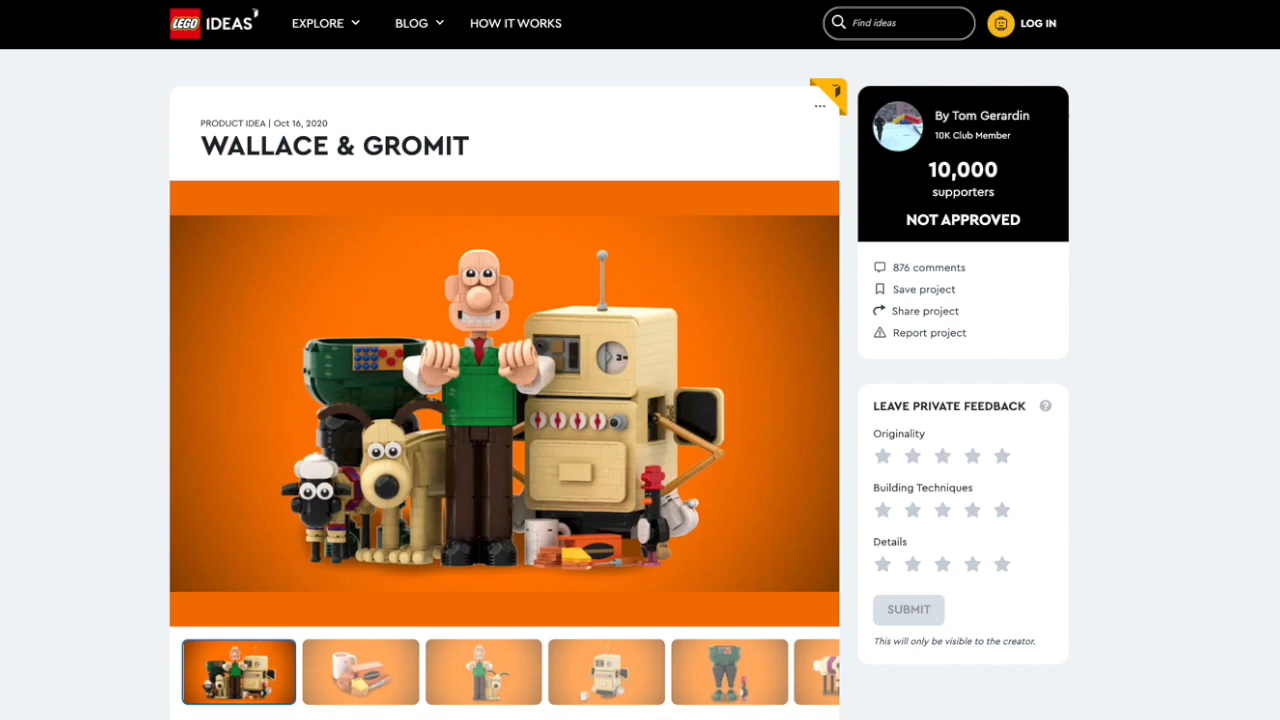 LEGO IDEAS
EXPLORE
BLOG
HOW IT WORKS
Find ideas
LOG IN
PRODUCT IDEA | Oct 16, 2020
WALLACE & GROMIT
By Tom Gerardin
10K Club Member
10,000
supporters
NOT APPROVED
876 comments
Save project
Share project
Report project
LEAVE PRIVATE FEEDBACK ?
Originality
Building Techniques
Details
SUBMIT
This will only be visible to the creator.